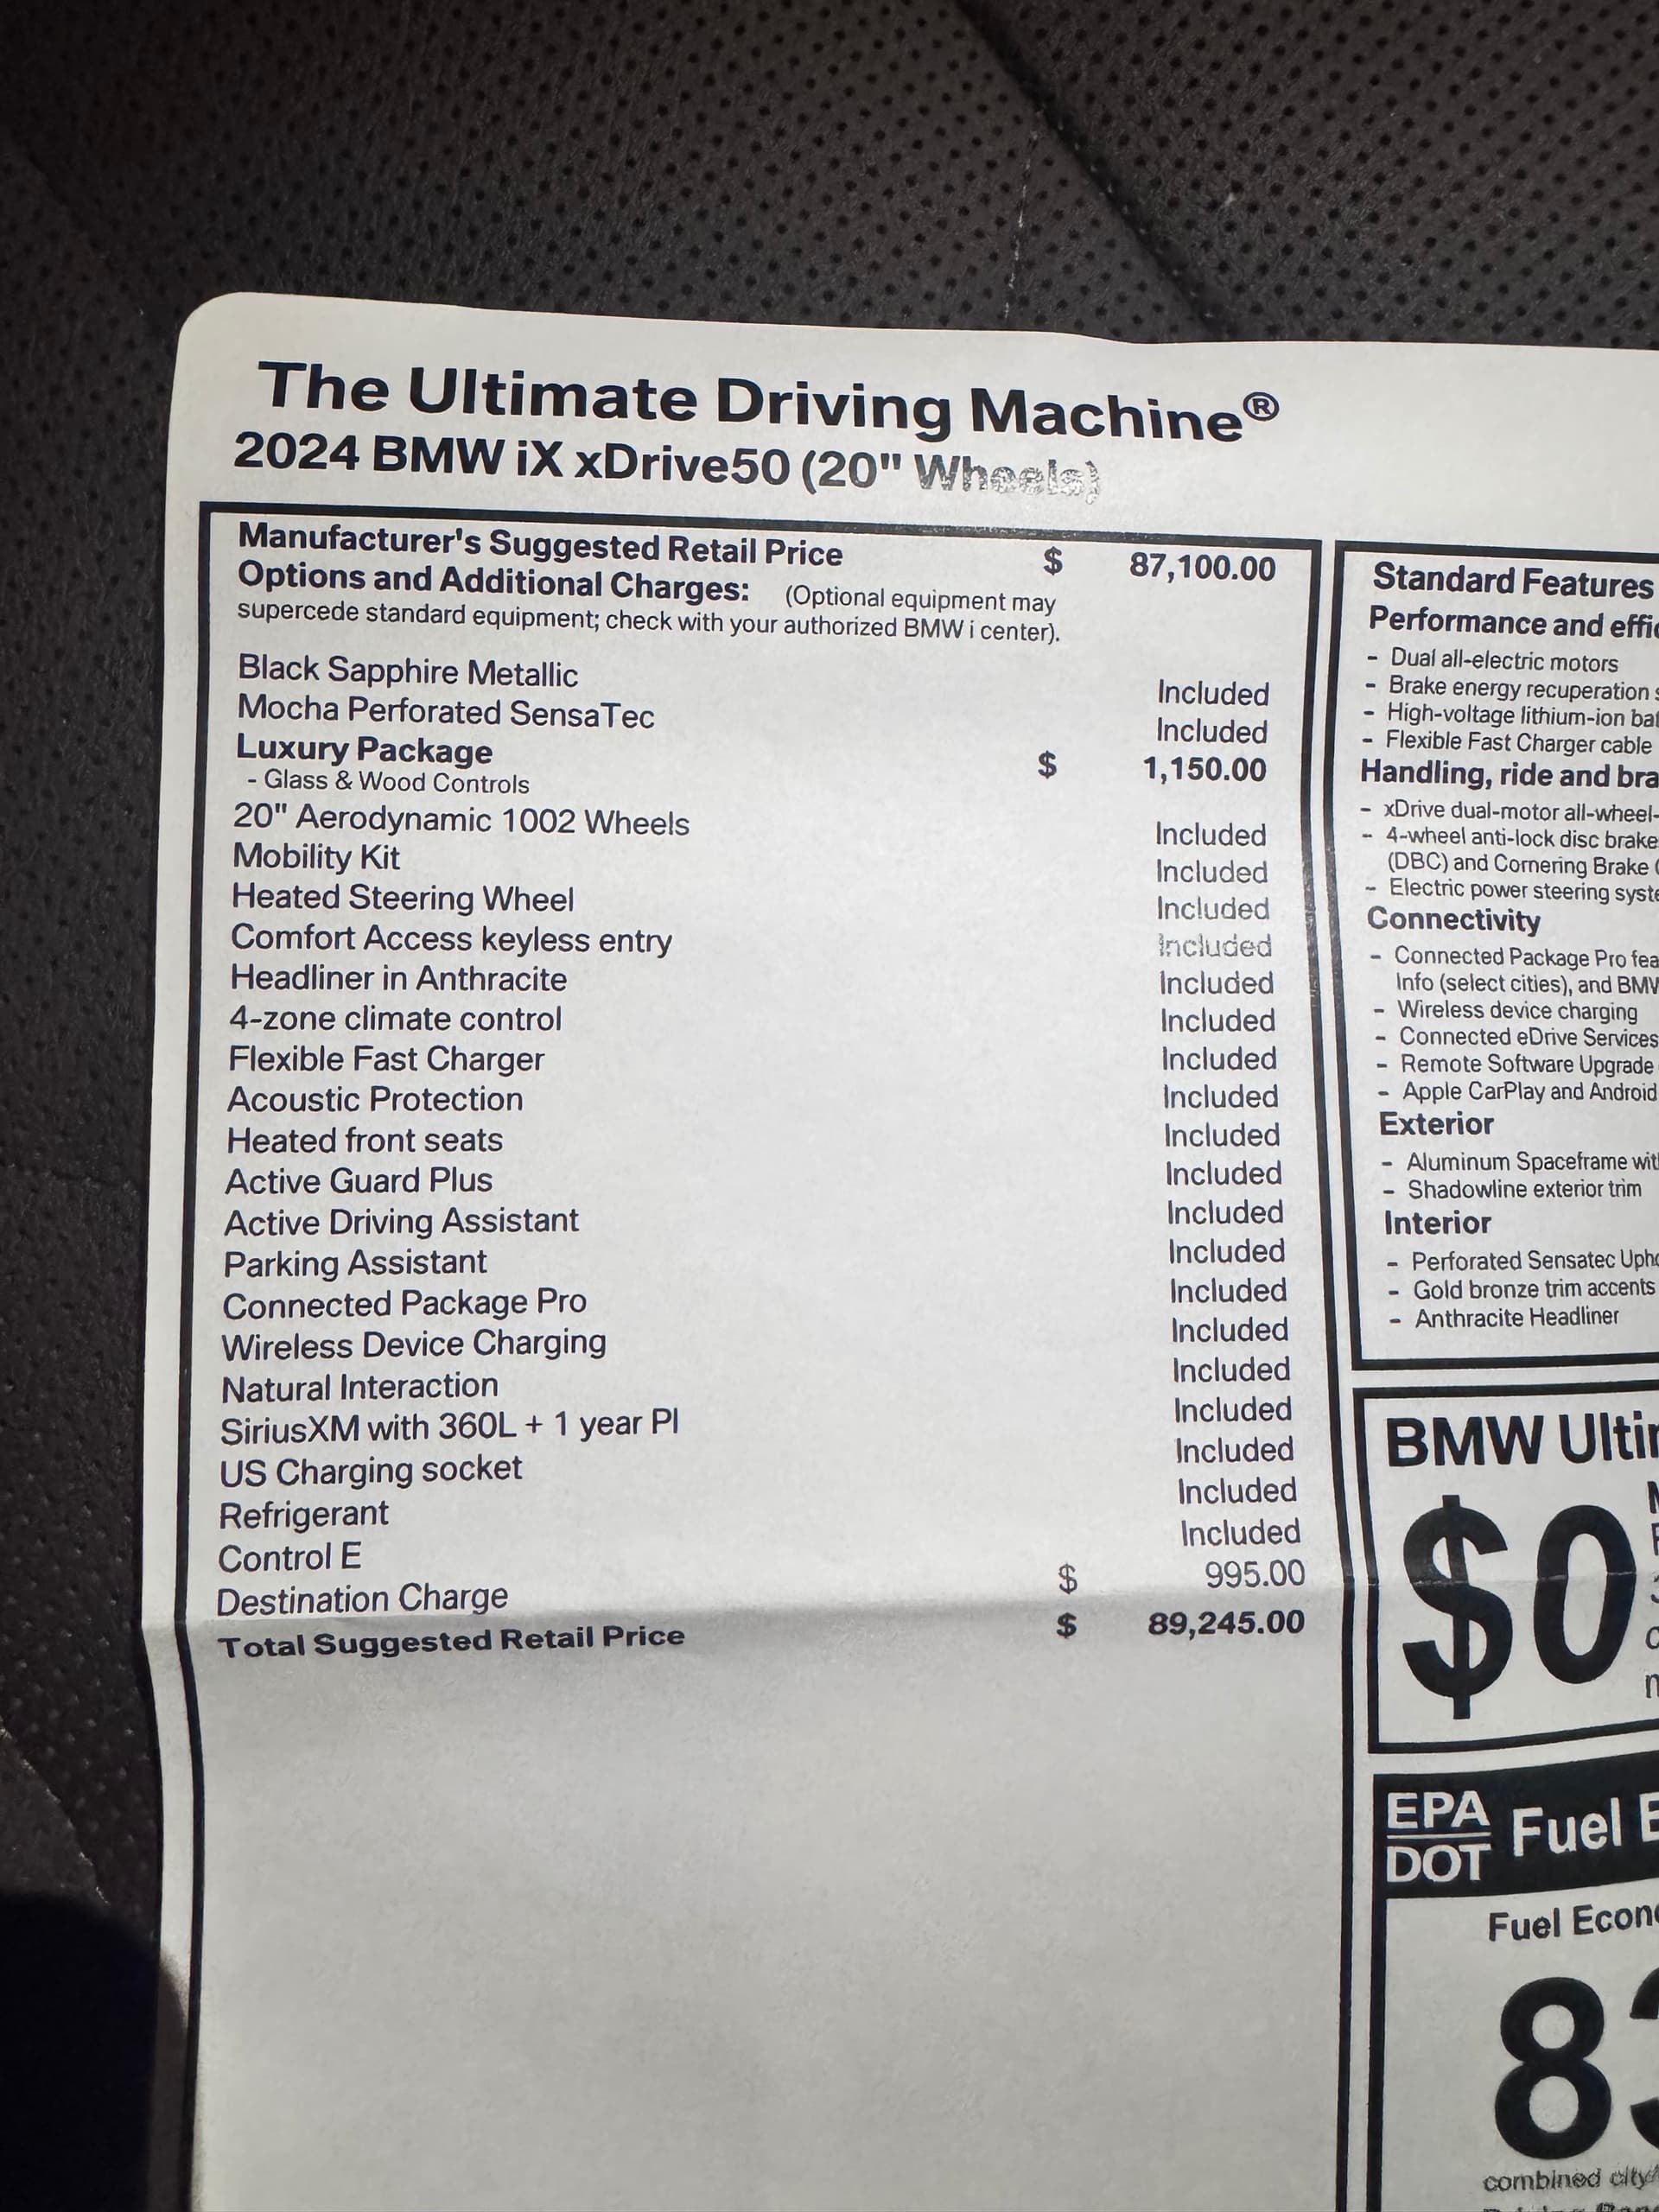 The Ultimate Driving Machine®
2024 BMW iX xDrive50 (20" Wheels)
Manufacturer's Suggested Retail Price $ 87,100.00
Options and Additional Charges: (Optional equipment may
supercede standard equipment; check with your authorized BMW i center).
Black Sapphire Metallic Included
Mocha Perforated SensaTec Included
Luxury Package $ 1,150.00
- Glass & Wood Controls
20" Aerodynamic 1002 Wheels Included
Mobility Kit Included
Heated Steering Wheel Included
Comfort Access keyless entry Included
Headliner in Anthracite Included
4-zone climate control Included
Flexible Fast Charger Included
Acoustic Protection Included
Heated front seats Included
Active Guard Plus Included
Active Driving Assistant Included
Parking Assistant Included
Connected Package Pro Included
Wireless Device Charging Included
Natural Interaction Included
SiriusXM with 360L + 1 year Pl Included
US Charging socket Included
Refrigerant Included
Control E Included
Destination Charge $ 995.00
Total Suggested Retail Price $ 89,245.00
Standard Features
Performance and
- Dual all-electric motors
- Brake energy recuperation
- High-voltage lithium-ion
- Flexible Fast Charger cable
Handling, ride and
- xDrive dual-motor all-wheel-
- 4-wheel anti-lock disc
(DBC) and Cornering Brake
- Electric power steering
Connectivity
- Connected Package Pro
Info (select cities), and
- Wireless device charging
- Connected eDrive Services
- Remote Software Upgrade
- Apple CarPlay and Android
Exterior
- Aluminum Spaceframe
- Shadowline exterior trim
Interior
- Perforated Sensatec
- Gold bronze trim accents
- Anthracite Headliner
BMW
$0
EPA
DOT
Fuel
Fuel
combined